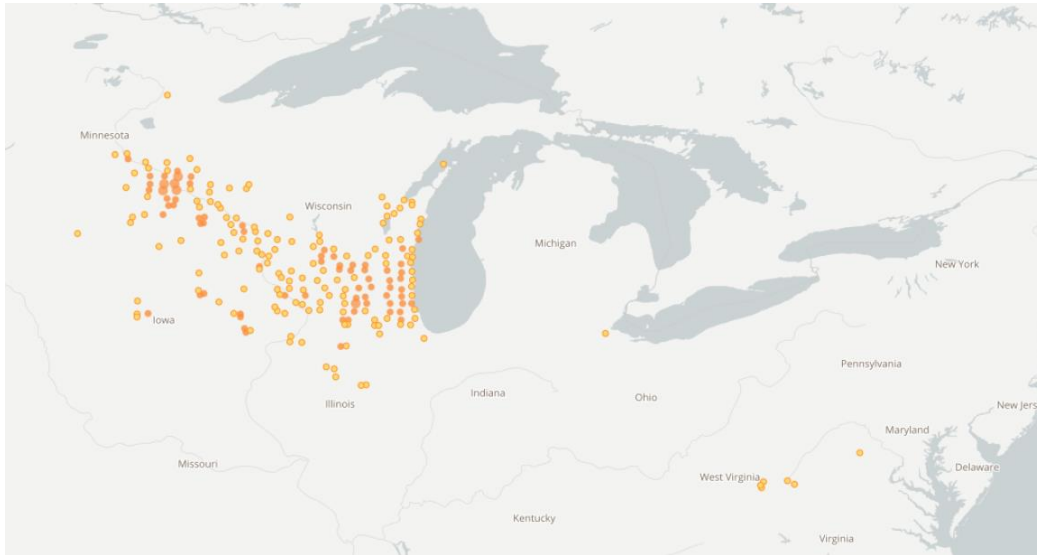 Minnesota
Wisconsin
Michigan
New York
Iowa
Pennsylvania
Indiana
Ohio
Illinois
New Jers
Maryland
Missouri
West Virginia
Delaware
Kentucky
Virginia